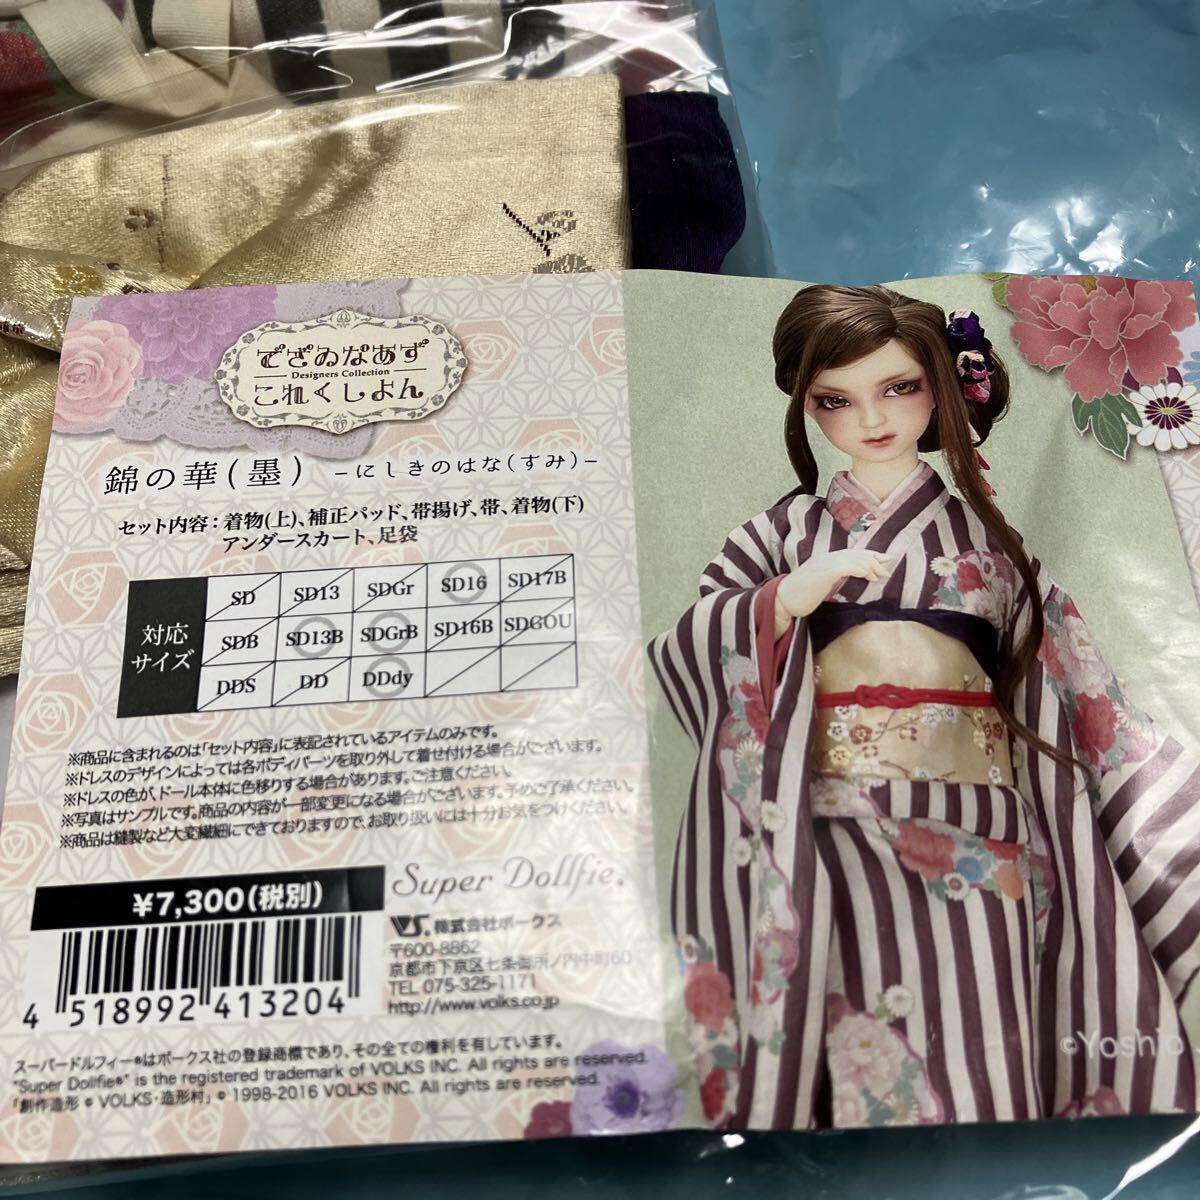 でざゐなあず
Designers Collection
これくしよん
錦の華(墨) −にしきのはな(すみ)−
セット内容：着物(上)、補正パッド、帯揚げ、帯、着物(下)
アンダースカート、足袋
対応
サイズ
SD SD13 SDGr SD16 SD17B
SDB SD13B SDGrB SD16B SDGOU
DDS DD DDdy
※商品に含まれるのは「セット内容」に表記されているアイテムのみです。
※ドレスのデザインによっては各ボディパーツを取り外して着せ付ける場合がございます。
※ドレスの色が、ドール本体に色移りする場合があります。ご注意ください。
※写真はサンプルです。商品の内容が一部変更になる場合がございます。予めご了承ください。
※商品は縫製など大変繊細にできておりますので、お取り扱いには十分お気をつけください。
¥7,300(税別)
4 518992 413204
Super Dollfie®
VS. 株式会社ボークス
〒600-8862
京都市下京区七条御所ノ内中町60
TEL 075-325-1171
http://www.volks.co.jp
スーパードルフィー®はボークス社の登録商標であり、その全ての権利を有しています。
"Super Dollfie®" is the registered trademark of VOLKS INC. All rights are reserved.
「創作造形 © VOLKS・造形村」© 1998-2016 VOLKS INC. All rights are reserved.
©Yoshio